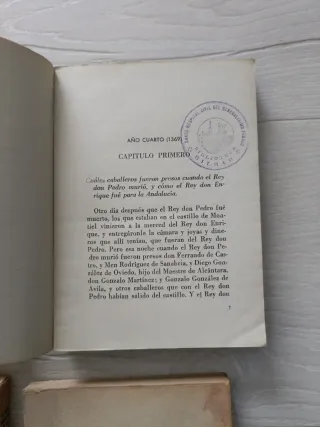 AÑO CUARTO (1369)
CAPITULO PRIMERO
BIBLIOTECA
BILBAO
Cuáles caballeros fueron presos cuando el Rey
don Pedro murió, y cómo el Rey don En-
rique fué para la Andalucía.
Otro día después que el Rey don Pedro fué
muerto, los que estaban en el castillo de Mon-
tiel vinieron a la merced del Rey don Enri-
que, y entregáronle la cámara y joyas y dine-
ros que allí tenían, que fueran del Rey don
Pedro. Pero esa noche cuando el Rey don Pe-
dro murió fueron presos don Ferrando de Cas-
tro, y Men Rodríguez de Sanabria, y Diego Gon-
zález de Oviedo, hijo del Maestre de Alcántara,
don Gonzalo Martínez; y Gonzalo González de
Avila, y otros caballeros que con el Rey don
Pedro habían salido del castillo. Y el Rey don
7